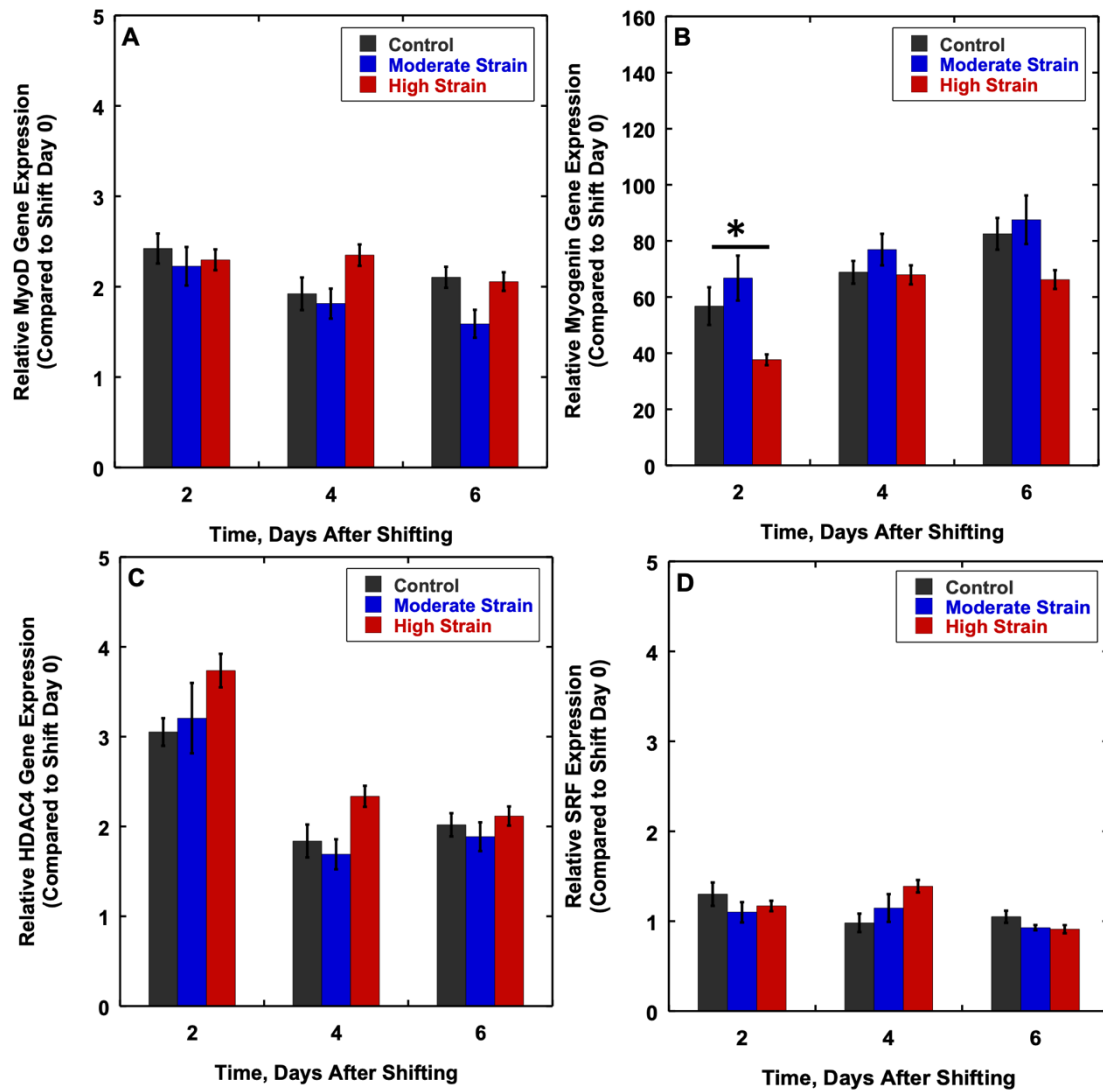 A
Control
Moderate Strain
High Strain
Relative MyoD Gene Expression
(Compared to Shift Day 0)
5
4
3
2
1
0
2 4 6
Time, Days After Shifting
B
Control
Moderate Strain
High Strain
Relative Myogenin Gene Expression
(Compared to Shift Day 0)
160
140
120
100
80
60
40
20
0
*
2 4 6
Time, Days After Shifting
C
Control
Moderate Strain
High Strain
Relative HDAC4 Gene Expression
(Compared to Shift Day 0)
5
4
3
2
1
0
2 4 6
Time, Days After Shifting
D
Control
Moderate Strain
High Strain
Relative SRF Expression
(Compared to Shift Day 0)
5
4
3
2
1
0
2 4 6
Time, Days After Shifting